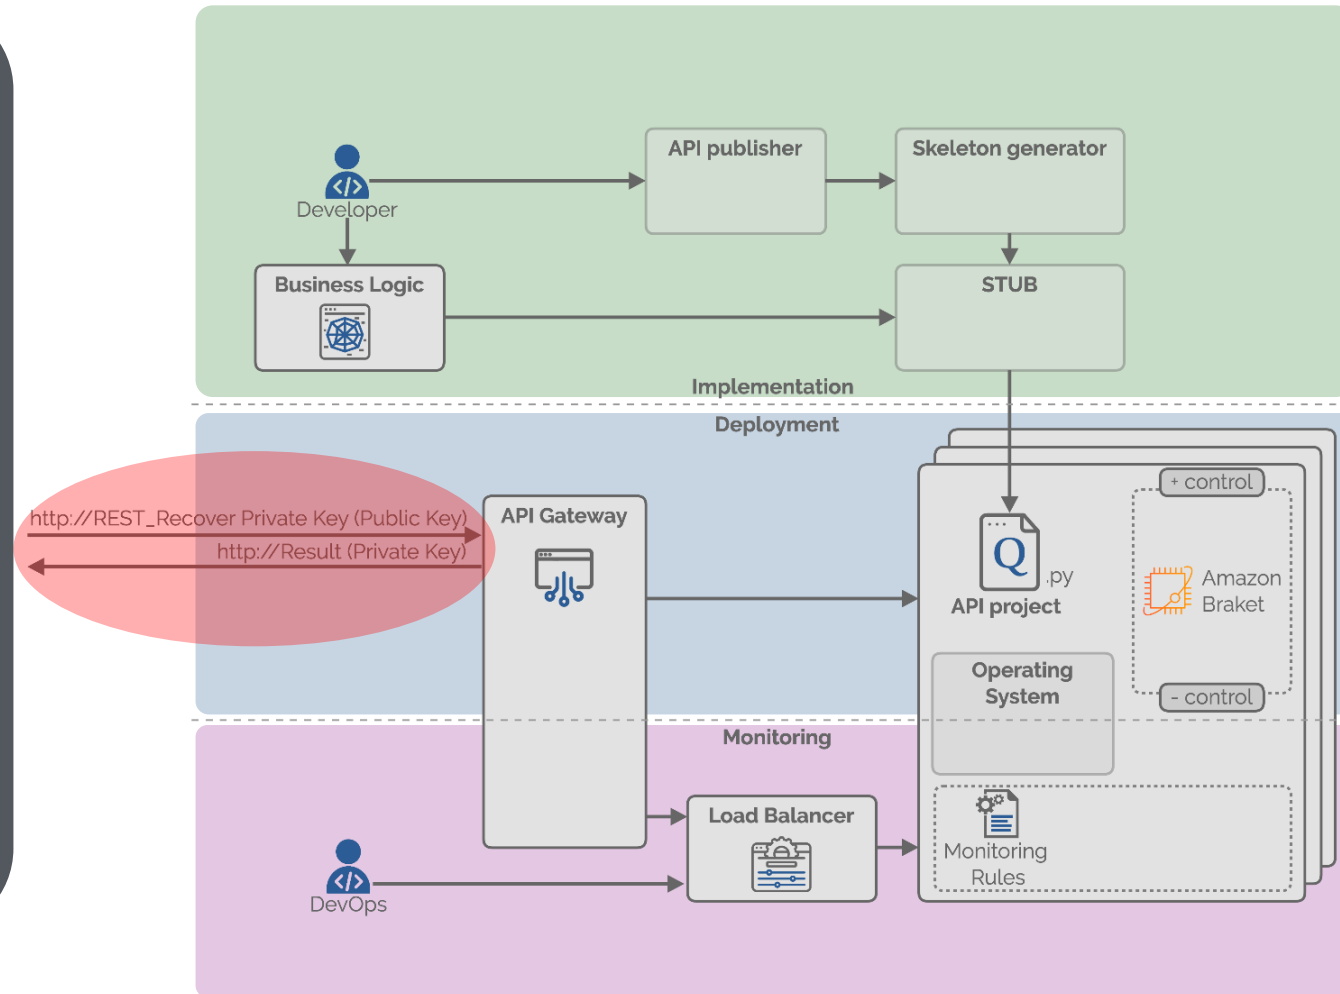 API publisher
Skeleton generator
Developer
Business Logic
STUB
Implementation
Deployment
+ control
http://REST_Recover Private Key (Public Key)
http://Result (Private Key)
API Gateway
Q
.py
API project
Amazon
Braket
Operating
System
- control
Monitoring
Load Balancer
Monitoring
Rules
DevOps